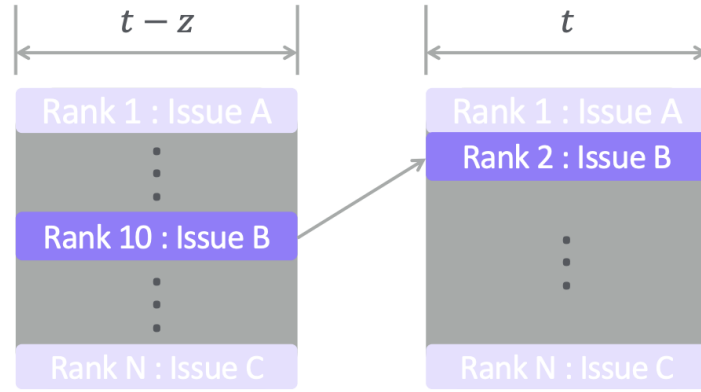 t − z
Rank 1 : Issue A
Rank 10 : Issue B
Rank N : Issue C
t
Rank 1 : Issue A
Rank 2 : Issue B
Rank N : Issue C